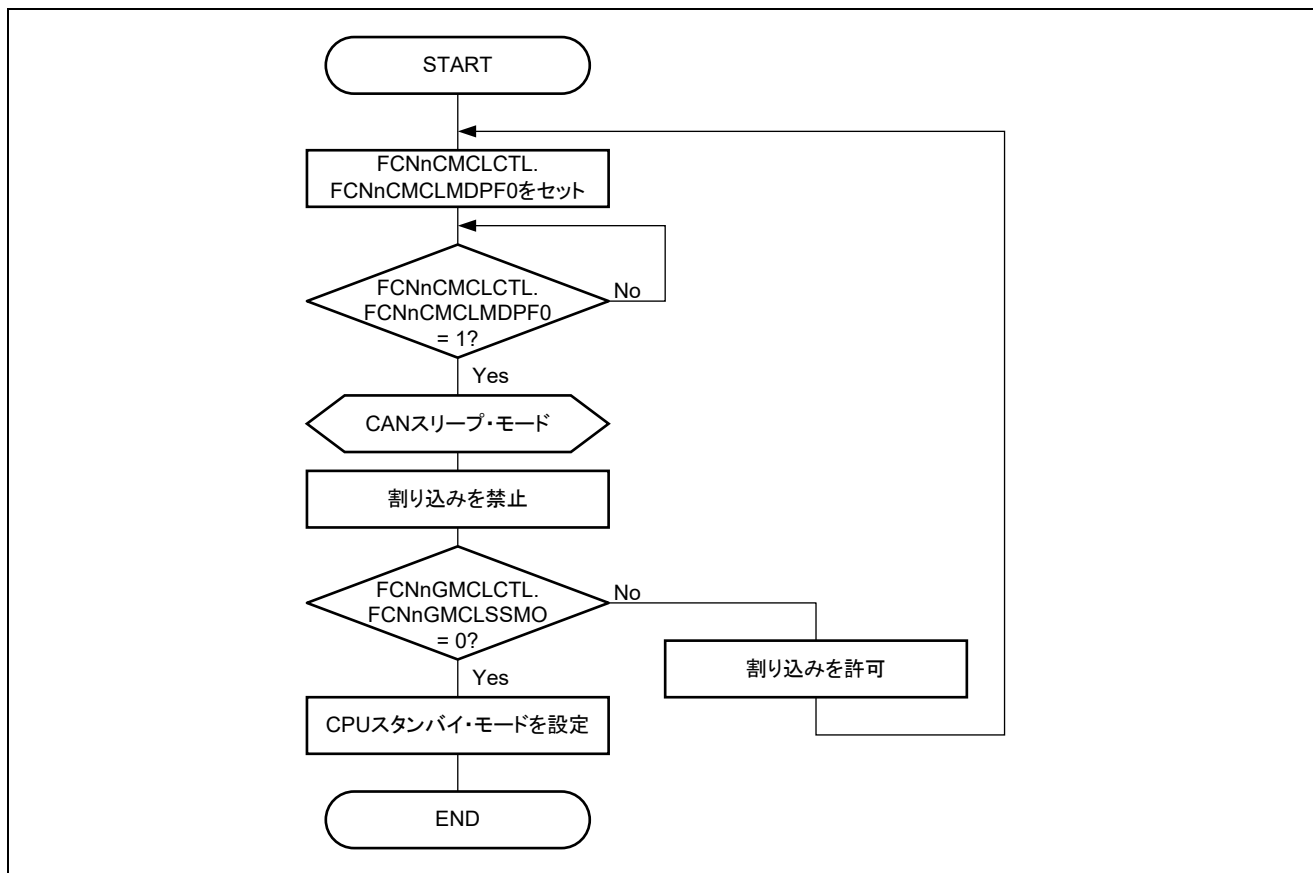 START
FCNnCMCLCTL.
FCNnCMCLMDPF0をセット
FCNnCMCLCTL.
FCNnCMCLMDPF0
= 1?
No
Yes
CANスリープ・モード
割り込みを禁止
FCNnGMCLCTL.
FCNnGMCLSSMO
= 0?
No
Yes
割り込みを許可
CPUスタンバイ・モードを設定
END